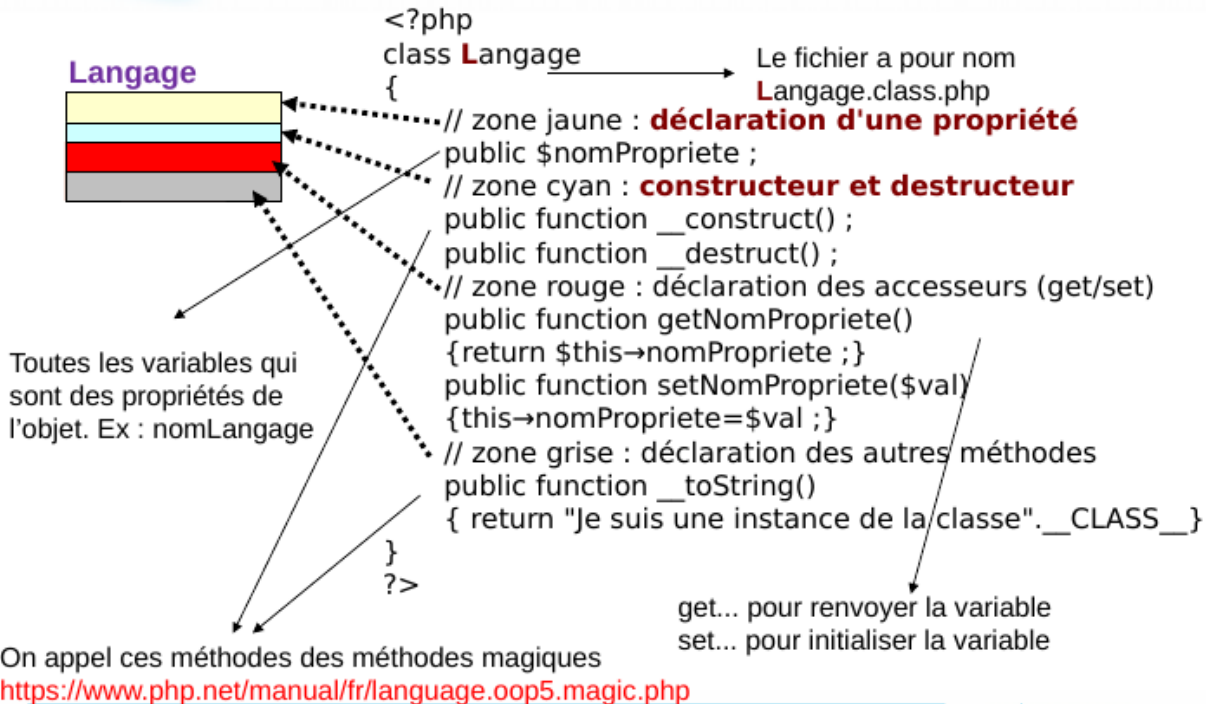 <?php
class Langage
{
Langage
Le fichier a pour nom
Langage.class.php
// zone jaune : déclaration d'une propriété
public $nomPropriete ;
// zone cyan : constructeur et destructeur
public function __construct() ;
public function __destruct() ;
// zone rouge : déclaration des accesseurs (get/set)
public function getNomPropriete()
{return $this→nomPropriete ;}
public function setNomPropriete($val)
{this→nomPropriete=$val ;}
// zone grise : déclaration des autres méthodes
public function __toString()
{ return "Je suis une instance de la classe".__CLASS__}
}
?>
Toutes les variables qui
sont des propriétés de
l'objet. Ex : nomLangage
get... pour renvoyer la variable
set... pour initialiser la variable
On appel ces méthodes des méthodes magiques
https://www.php.net/manual/fr/language.oop5.magic.php